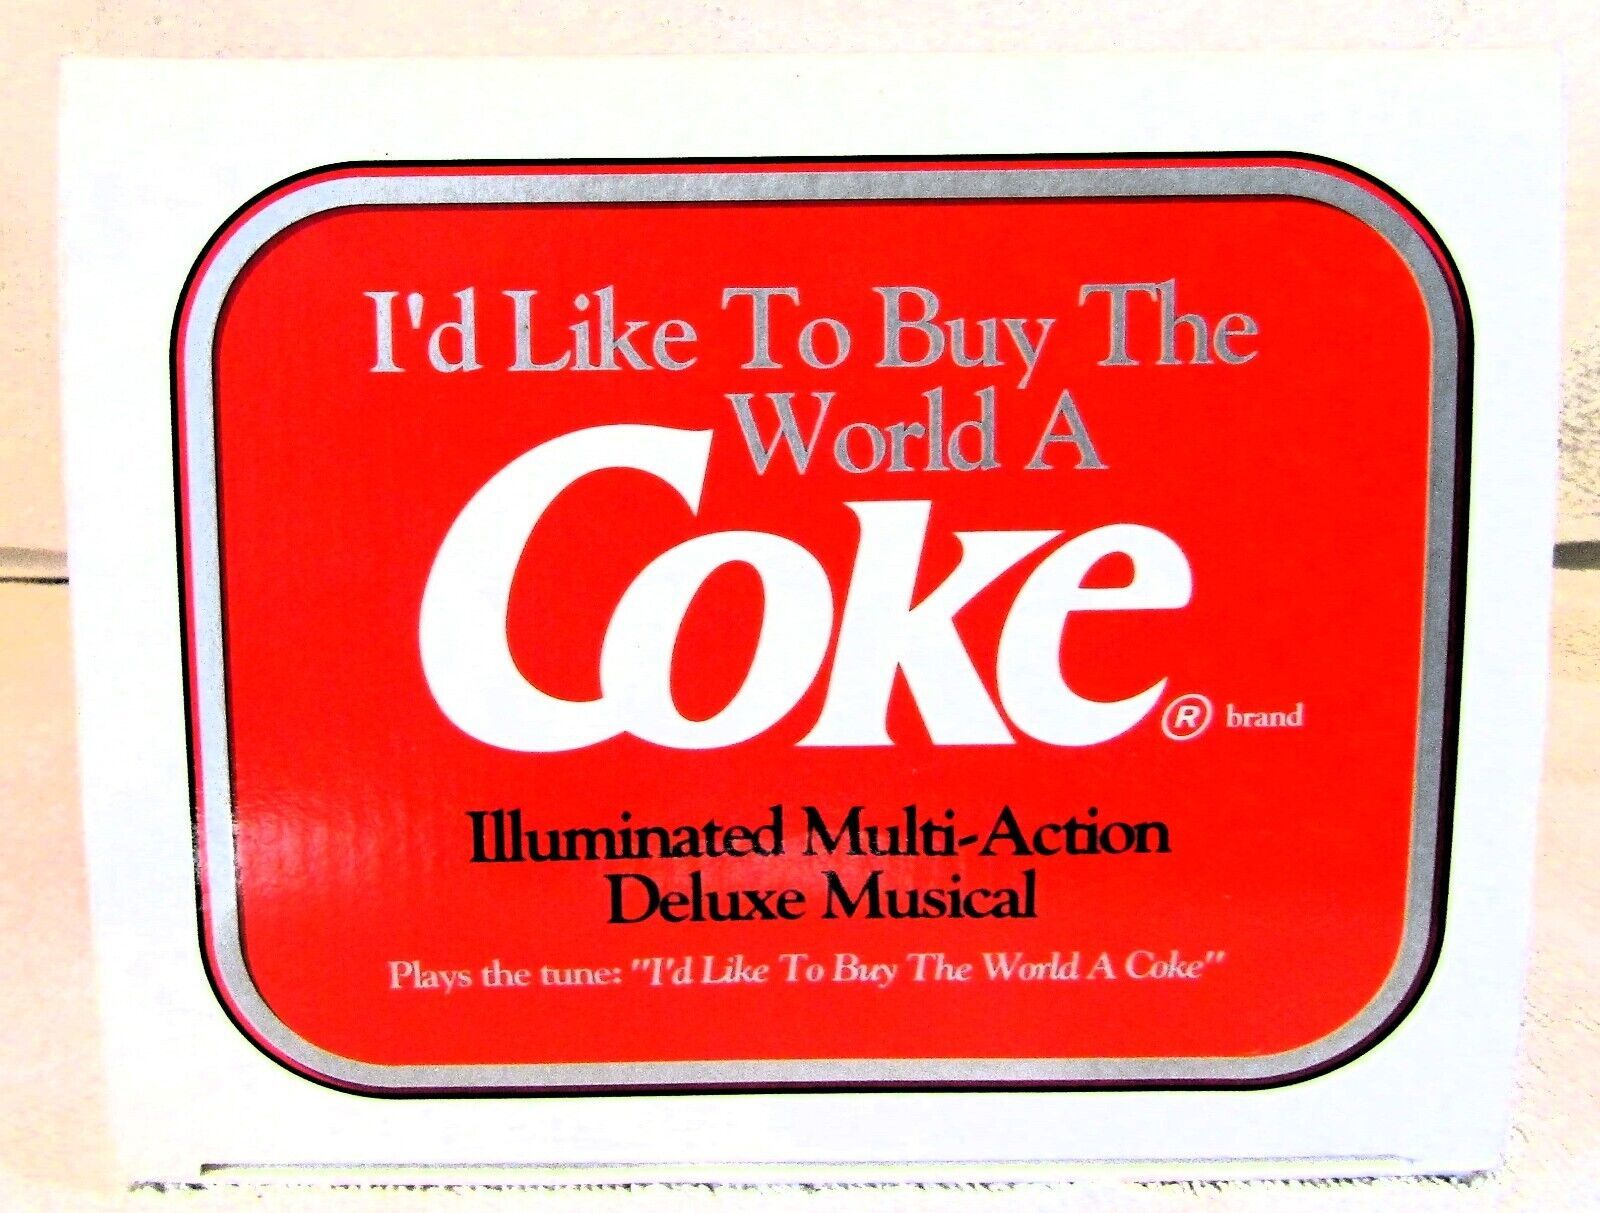 I'd Like To Buy The
World A
Coke® brand
Illuminated Multi-Action
Deluxe Musical
Plays the tune: "I'd Like To Buy The World A Coke"